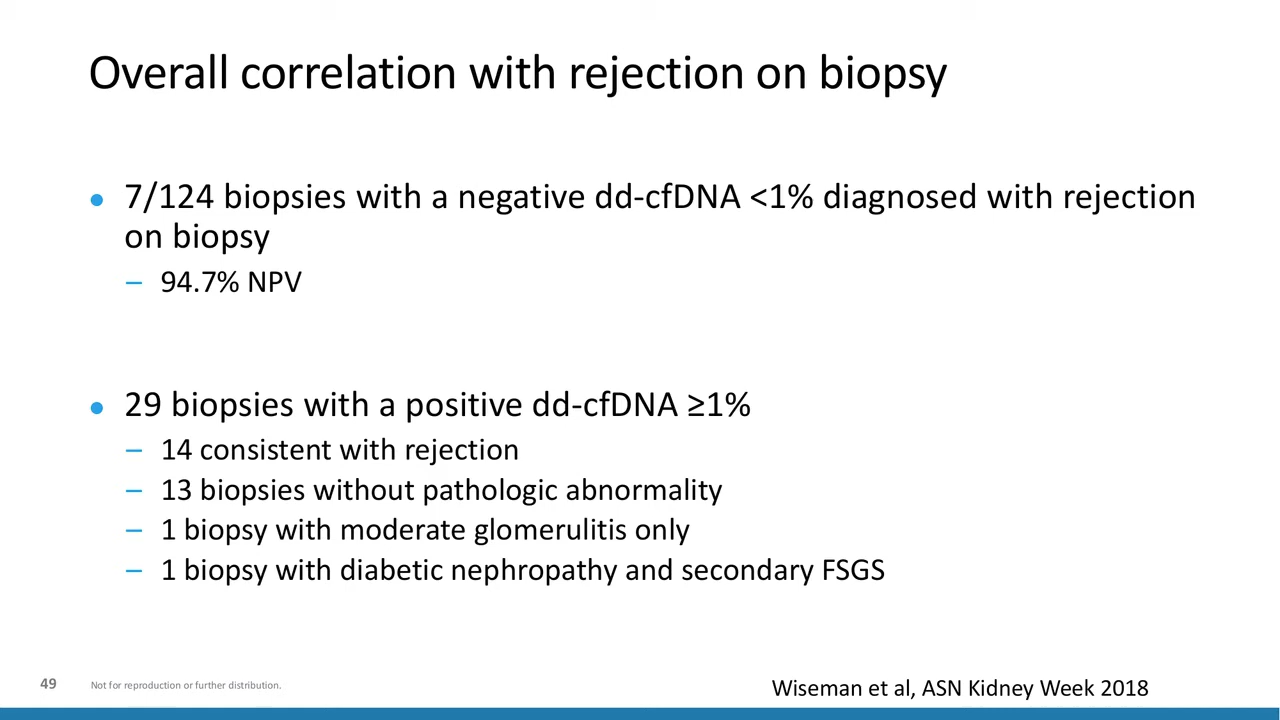 Overall correlation with rejection on biopsy
● 7/124 biopsies with a negative dd-cfDNA <1% diagnosed with rejection
on biopsy
– 94.7% NPV
● 29 biopsies with a positive dd-cfDNA ≥1%
– 14 consistent with rejection
– 13 biopsies without pathologic abnormality
– 1 biopsy with moderate glomerulitis only
– 1 biopsy with diabetic nephropathy and secondary FSGS
49 Not for reproduction or further distribution.
Wiseman et al, ASN Kidney Week 2018